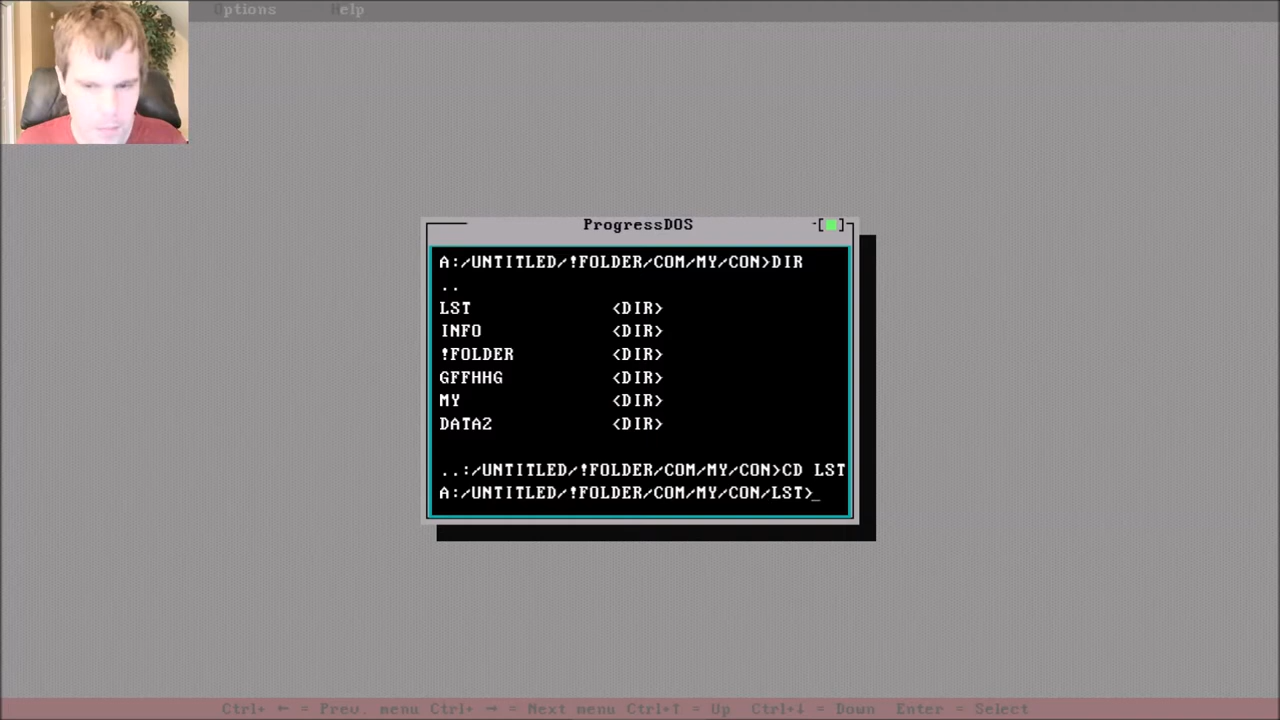 Options Help
ProgressDOS
[■]
A:/UNTITLED/!FOLDER/COM/MY/CON>DIR
..
LST <DIR>
INFO <DIR>
!FOLDER <DIR>
GFFHHG <DIR>
MY <DIR>
DATA2 <DIR>
..:/UNTITLED/!FOLDER/COM/MY/CON>CD LST
A:/UNTITLED/!FOLDER/COM/MY/CON/LST>_
Ctrl+ ← = Prev. menu Ctrl+ → = Next menu Ctrl+↑ = Up Ctrl+↓ = Down Enter = Select